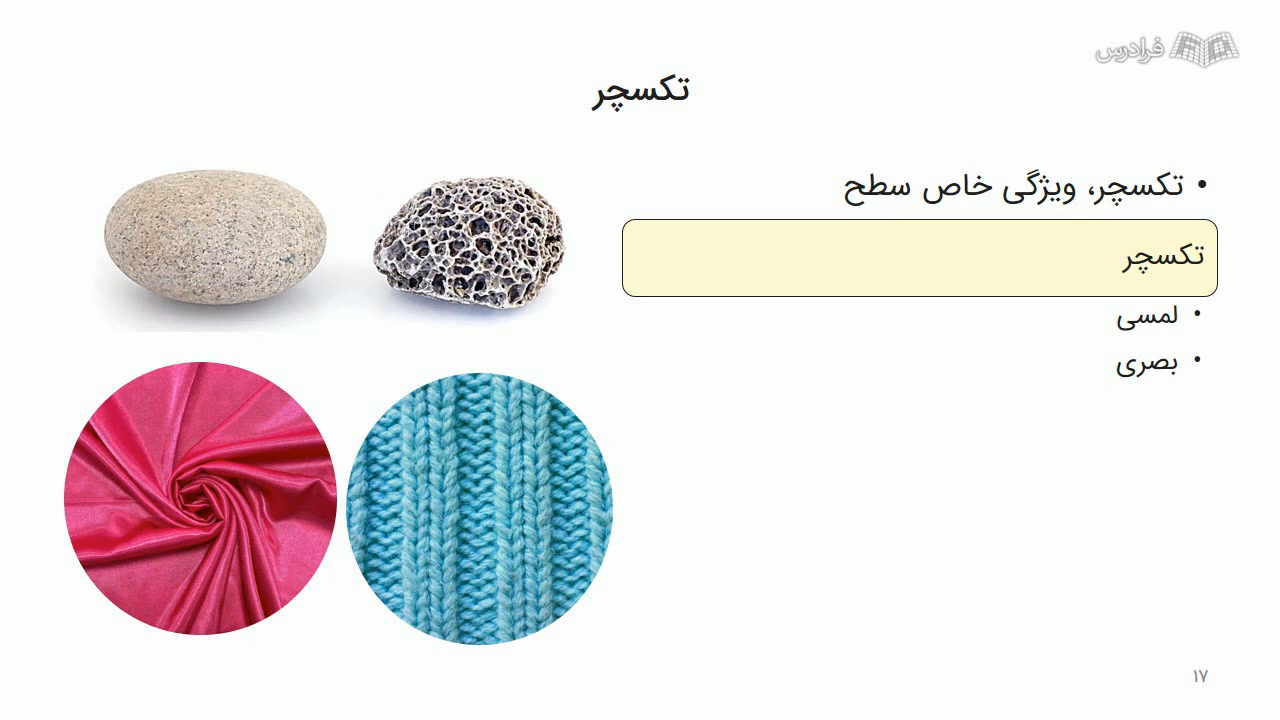 فرادرس
تکسچر
• تکسچر، ویژگی خاص سطح
تکسچر
• لمسی
• بصری
۱۷